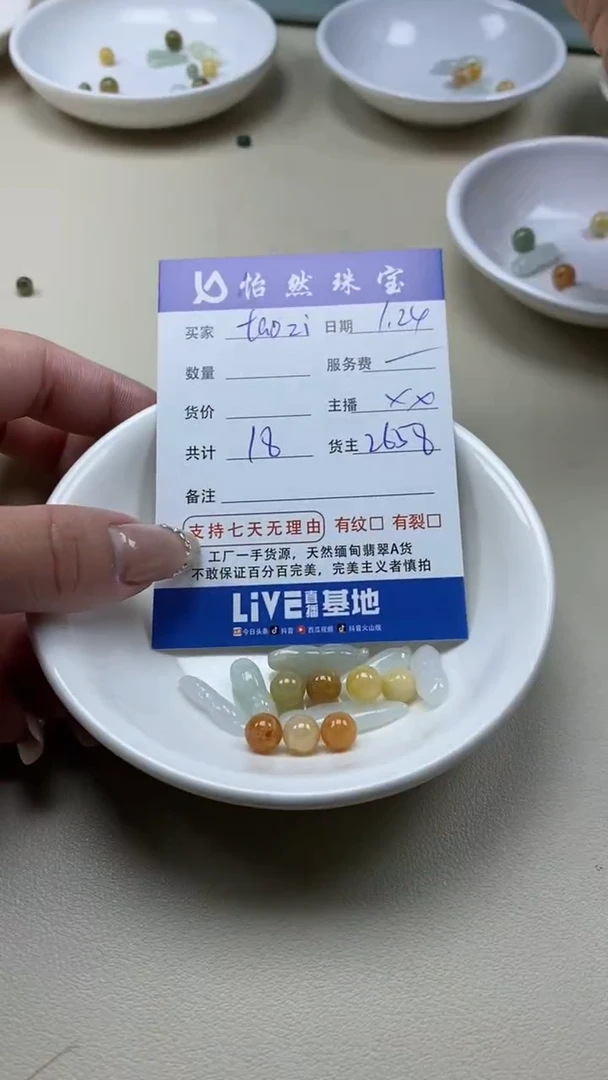 怡然珠宝
买家 taozi 日期 1.24
数量 服务费
货价 主播 xx
共计 18 货主 2658
备注
支持七天无理由 有纹□ 有裂□
工厂一手货源，天然缅甸翡翠A货
不敢保证百分百完美，完美主义者慎拍
LiVE直播基地
今日头条 抖音 西瓜视频 抖音火山版